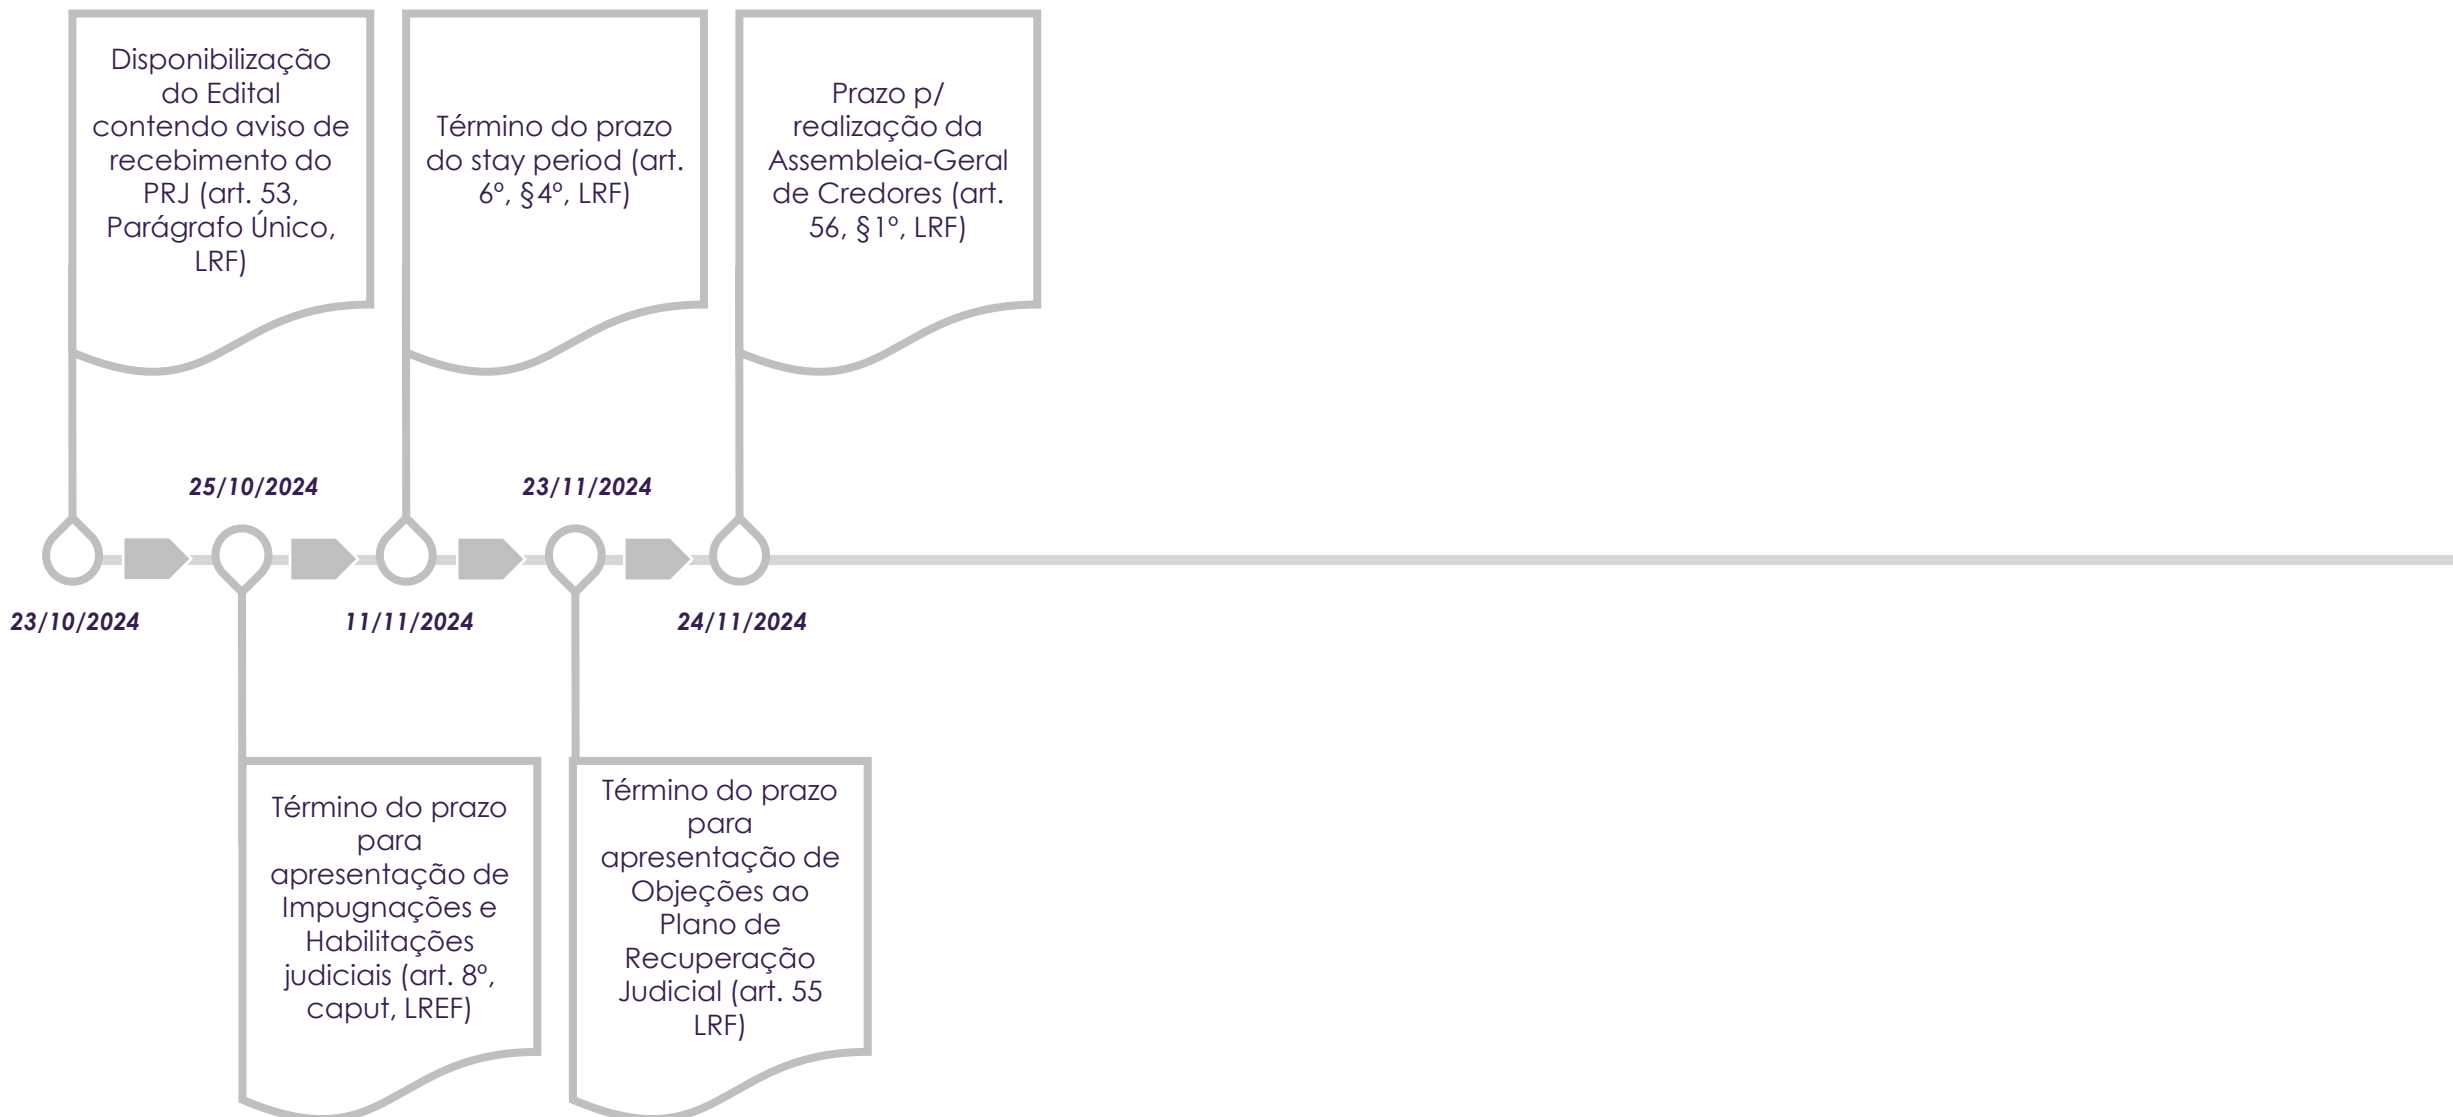 Disponibilização
do Edital
contendo aviso de
recebimento do
PRJ (art. 53,
Parágrafo Único,
LRF)
Término do prazo
do stay period (art.
6º, §4º, LRF)
Prazo p/
realização da
Assembleia-Geral
de Credores (art.
56, §1º, LRF)
25/10/2024
23/11/2024
23/10/2024
11/11/2024
24/11/2024
Término do prazo
para
apresentação de
Impugnações e
Habilitações
judiciais (art. 8º,
caput, LREF)
Término do prazo
para
apresentação de
Objeções ao
Plano de
Recuperação
Judicial (art. 55
LRF)